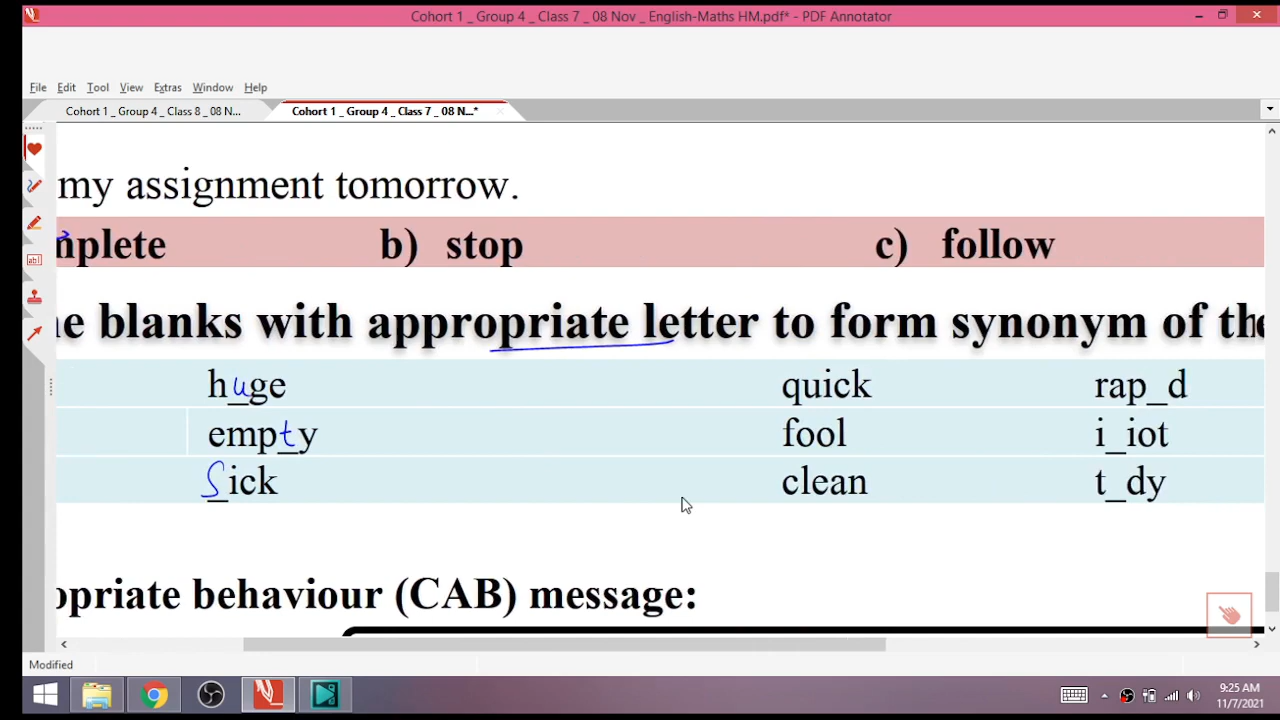 Cohort 1 _ Group 4 _ Class 7 _ 08 Nov _ English-Maths HM.pdf* - PDF Annotator
File Edit Tool View Extras Window Help
Cohort 1 _ Group 4 _ Class 8 _ 08 N... Cohort 1 _ Group 4 _ Class 7 _ 08 N...*
my assignment tomorrow.
mplete b) stop c) follow
e blanks with appropriate letter to form synonym of the
huge quick rap_d
empty fool i_iot
Sick clean t_dy
opriate behaviour (CAB) message:
Modified
9:25 AM
11/7/2021